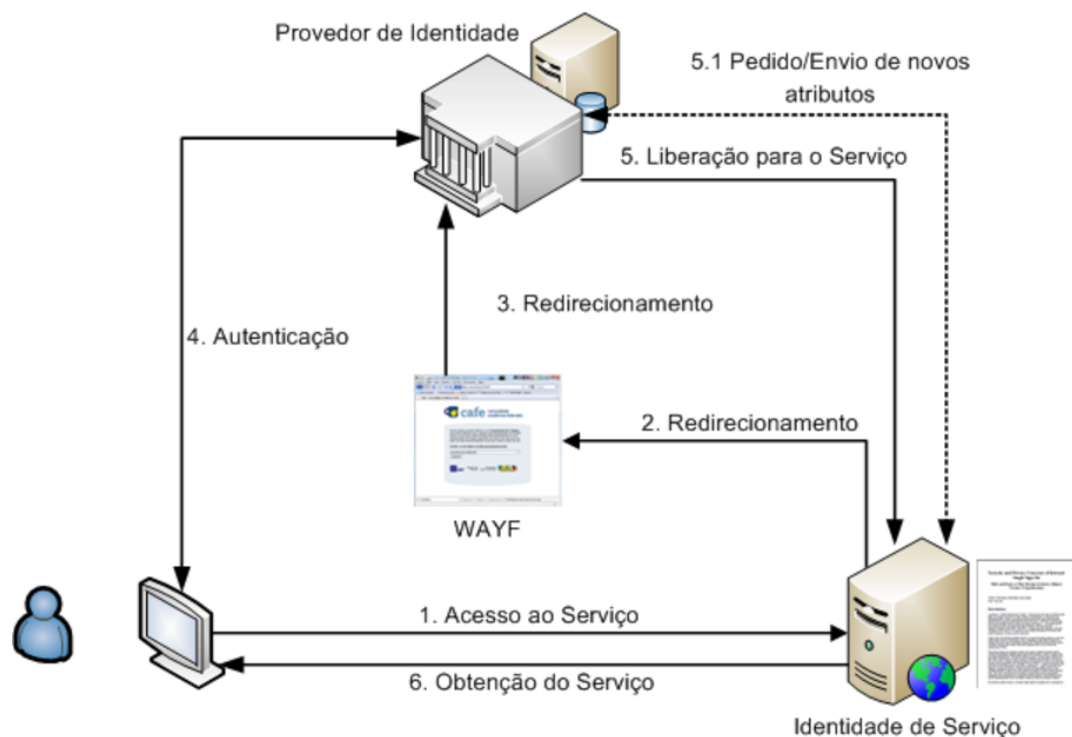 Provedor de Identidade
5.1 Pedido/Envio de novos
atributos
5. Liberação para o Serviço
3. Redirecionamento
4. Autenticação
cafe
2. Redirecionamento
WAYF
1. Acesso ao Serviço
6. Obtenção do Serviço
Identidade de Serviço